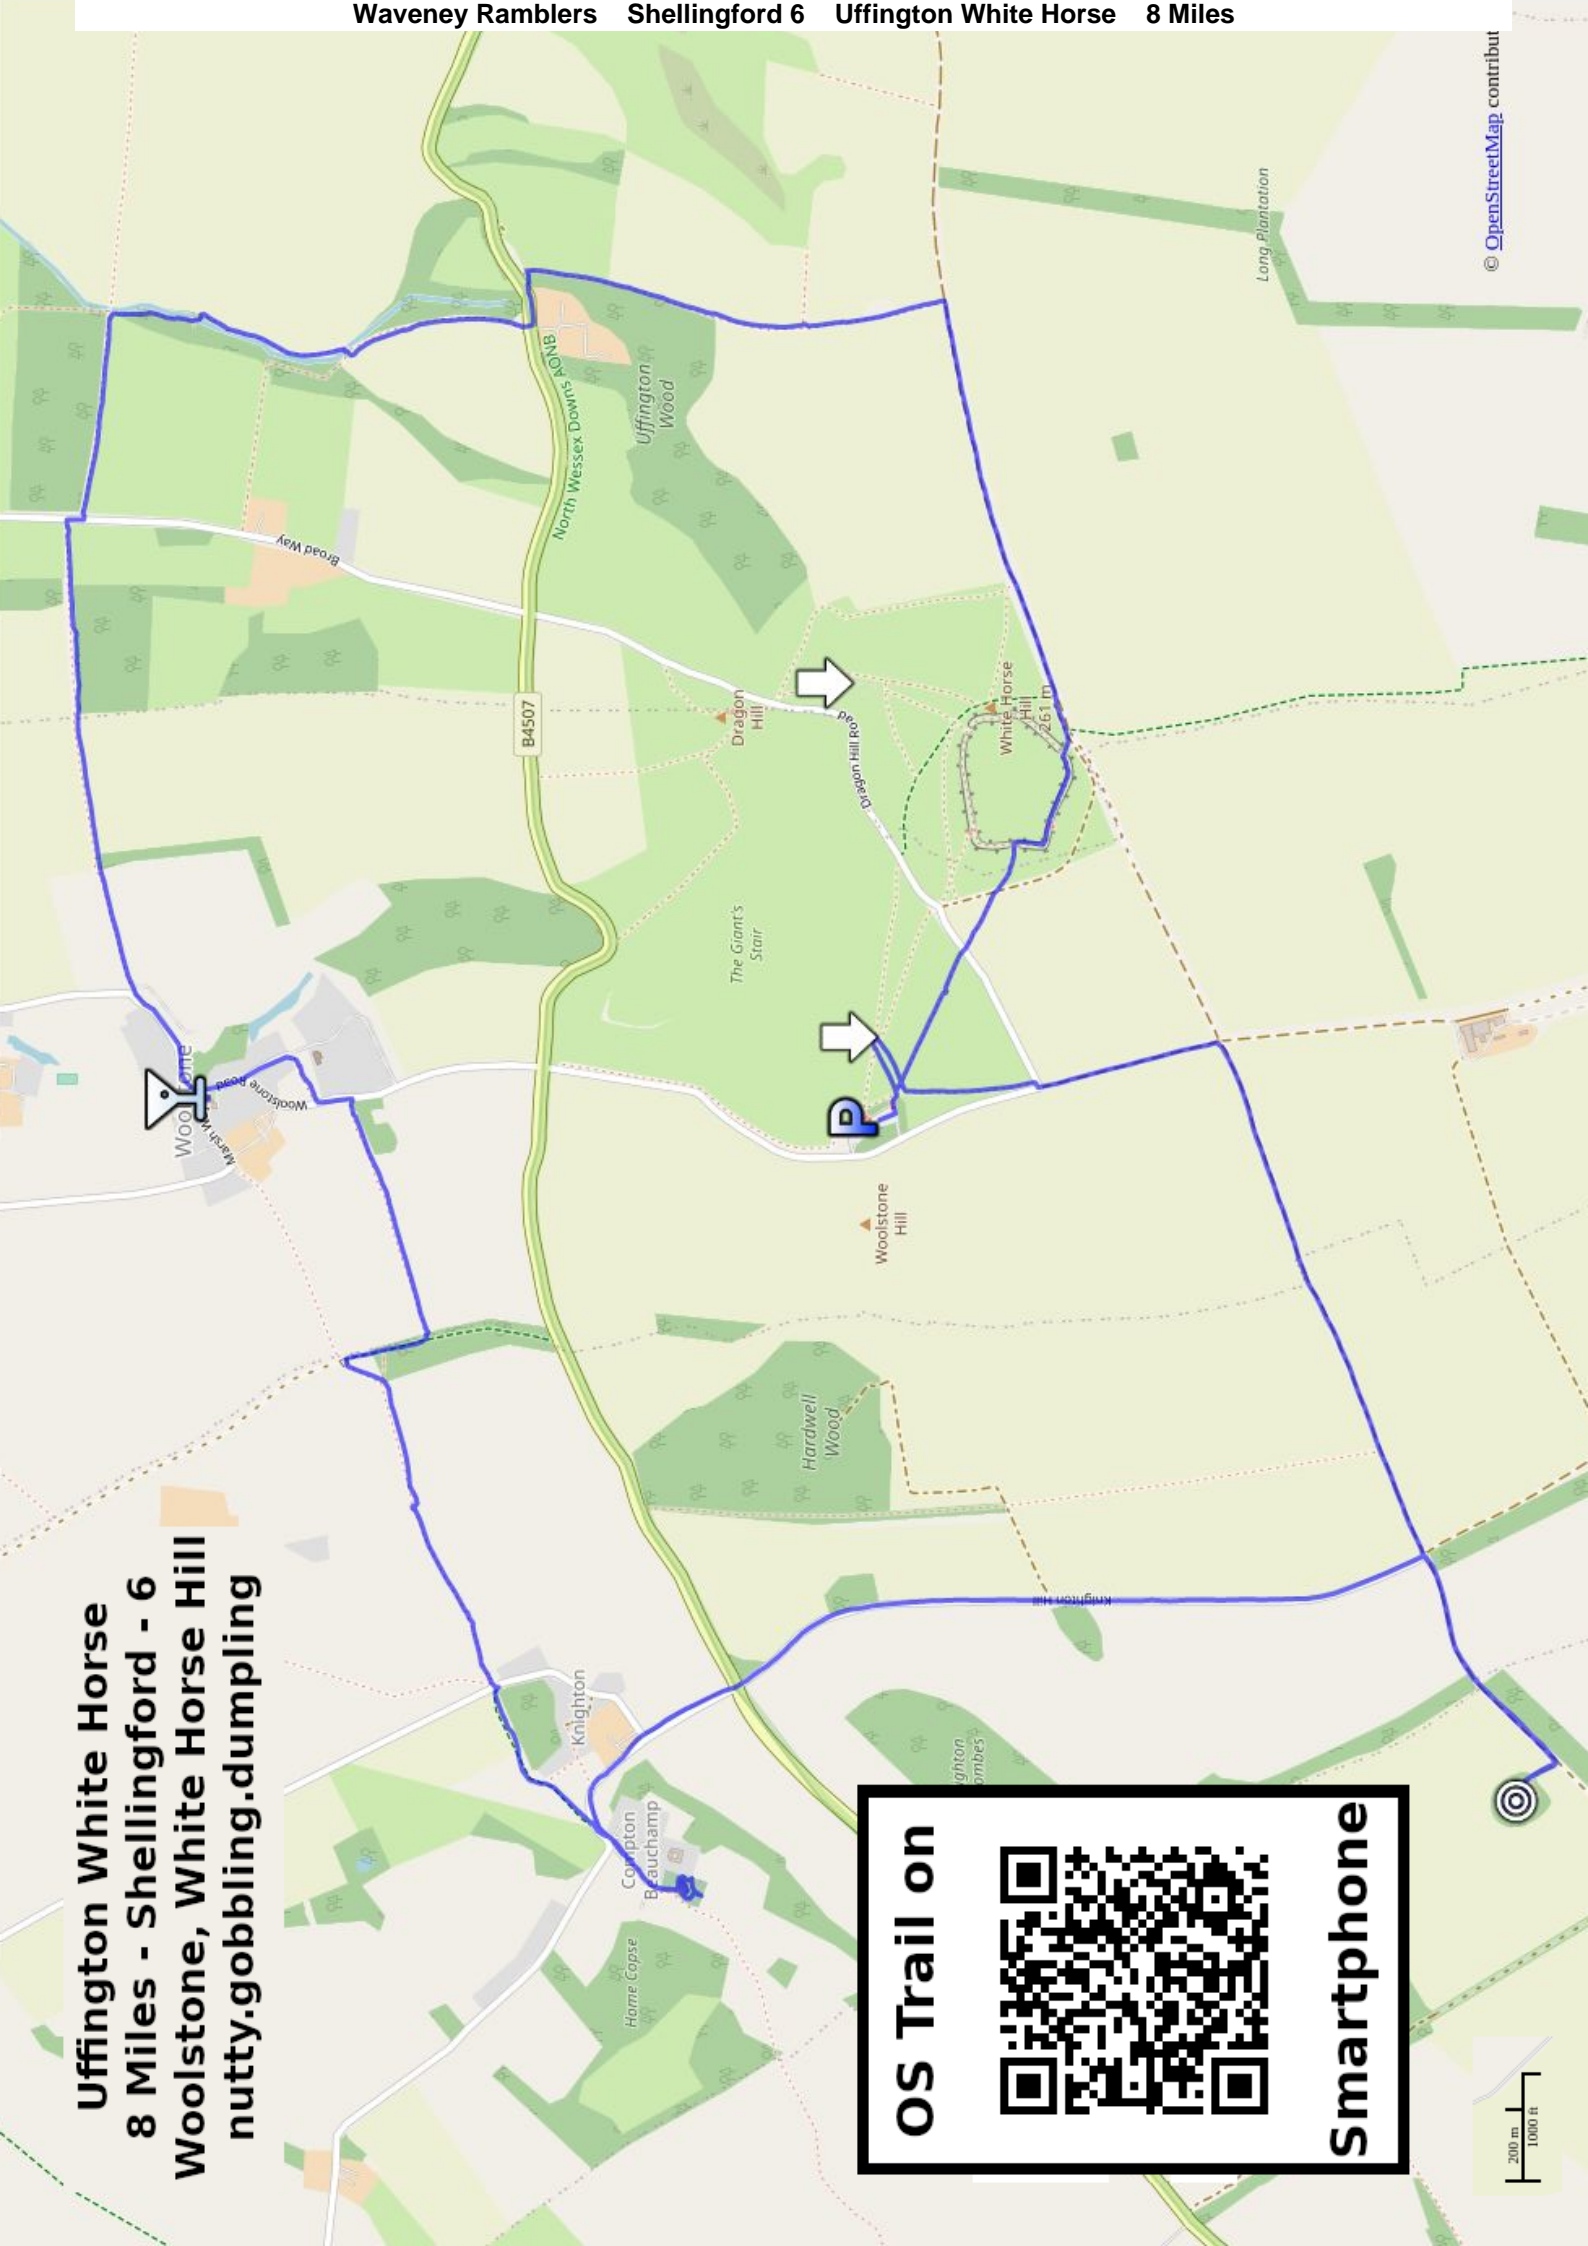 Waveney Ramblers Shellingford 6 Uffington White Horse 8 Miles
Uffington White Horse
8 Miles - Shellingford - 6
Woolstone, White Horse Hill
nutty.gobbling.dumpling
© OpenStreetMap contribut
Long Plantation
North Wessex Downs AONB
Uffington
Wood
Broad Way
B4507
Dragon
Hill
Dragon Hill Road
White Horse
Hill
261 m
The Giant's
Stair
Woolstone Road
P
Woolstone
Hill
Hardwell
Wood
Knighton Hill
Knighton
Compton
Beauchamp
Home Copse
ghton
ombes
OS Trail on
Smartphone
200 m
1000 ft